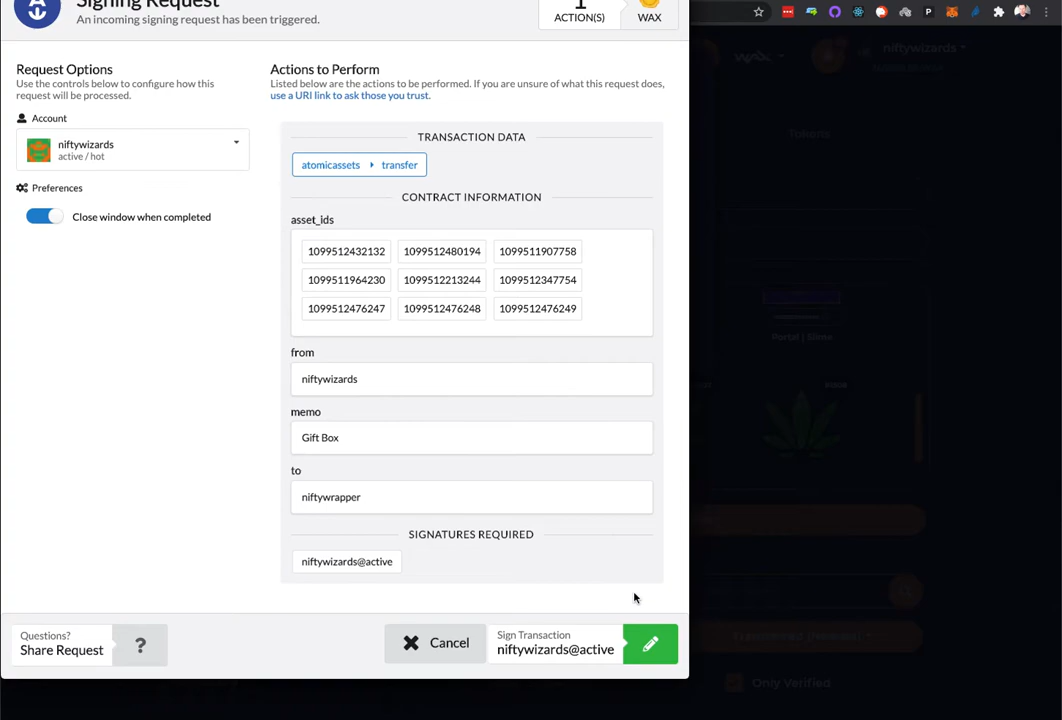 Signing Request
An incoming signing request has been triggered.
1
ACTION(S)
WAX
niftywizards
Request Options
Use the controls below to configure how this
request will be processed.
Account
niftywizards
active / hot
Preferences
Close window when completed
Actions to Perform
Listed below are the actions to be performed. If you are unsure of what this request does,
use a URI link to ask those you trust.
TRANSACTION DATA
atomicassets transfer
CONTRACT INFORMATION
asset_ids
1099512432132 1099512480194 1099511907758
1099511964230 1099512213244 1099512347754
1099512476247 1099512476248 1099512476249
from
niftywizards
memo
Gift Box
to
niftywrapper
SIGNATURES REQUIRED
niftywizards@active
Questions?
Share Request
?
Cancel
Sign Transaction
niftywizards@active
P
WAX
Tokens
Only Verified